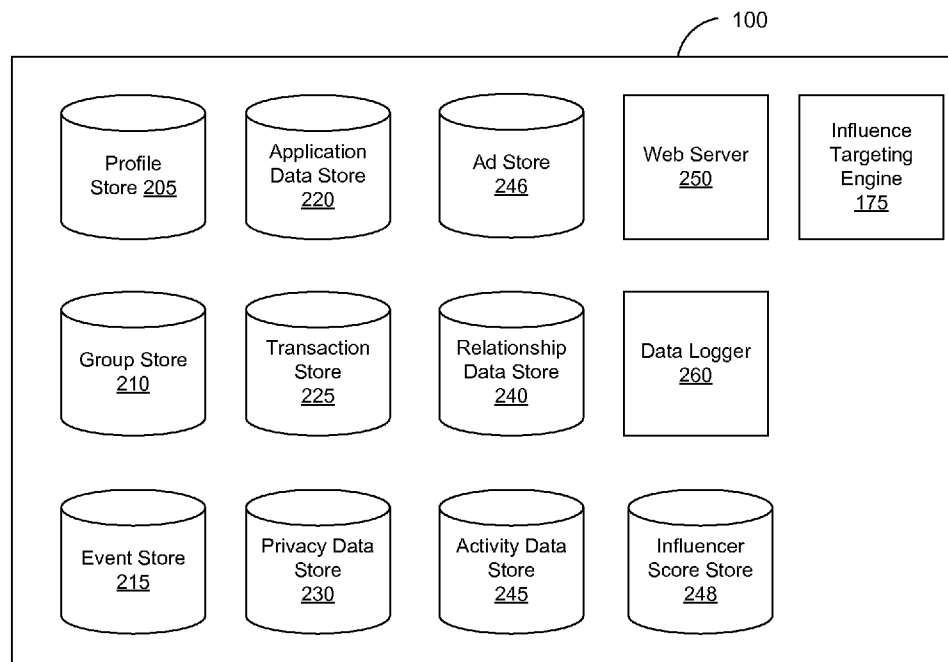 100
Profile
Store 205
Application
Data Store
220
Ad Store
246
Web Server
250
Influence
Targeting
Engine
175
Group Store
210
Transaction
Store
225
Relationship
Data Store
240
Data Logger
260
Event Store
215
Privacy Data
Store
230
Activity Data
Store
245
Influencer
Score Store
248